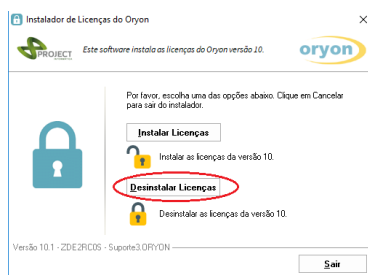 Instalador de Licenças do Oryon
SPROJECT
Este software instala as licenças do Oryon versão 10.
oryon
Por favor, escolha uma das opções abaixo. Clique em Cancelar
para sair do instalador.
Instalar Licenças
Instalar as licenças da versão 10.
Desinstalar Licenças
Desinstalar as licenças da versão 10.
Versão 10.1 - ZDE2RC05 - Suporte3.ORYON
Sair